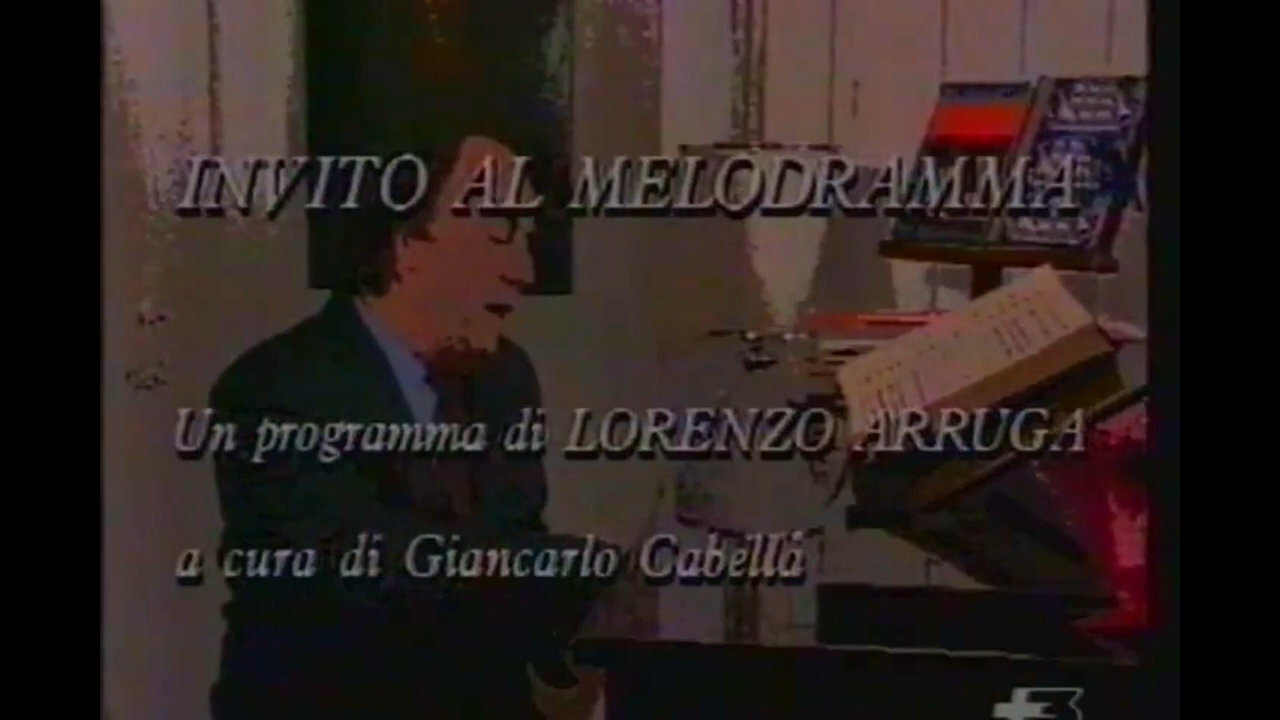 INVITO AL MELODRAMMA
Un programma di LORENZO ARRUGA
a cura di Giancarlo Cabella